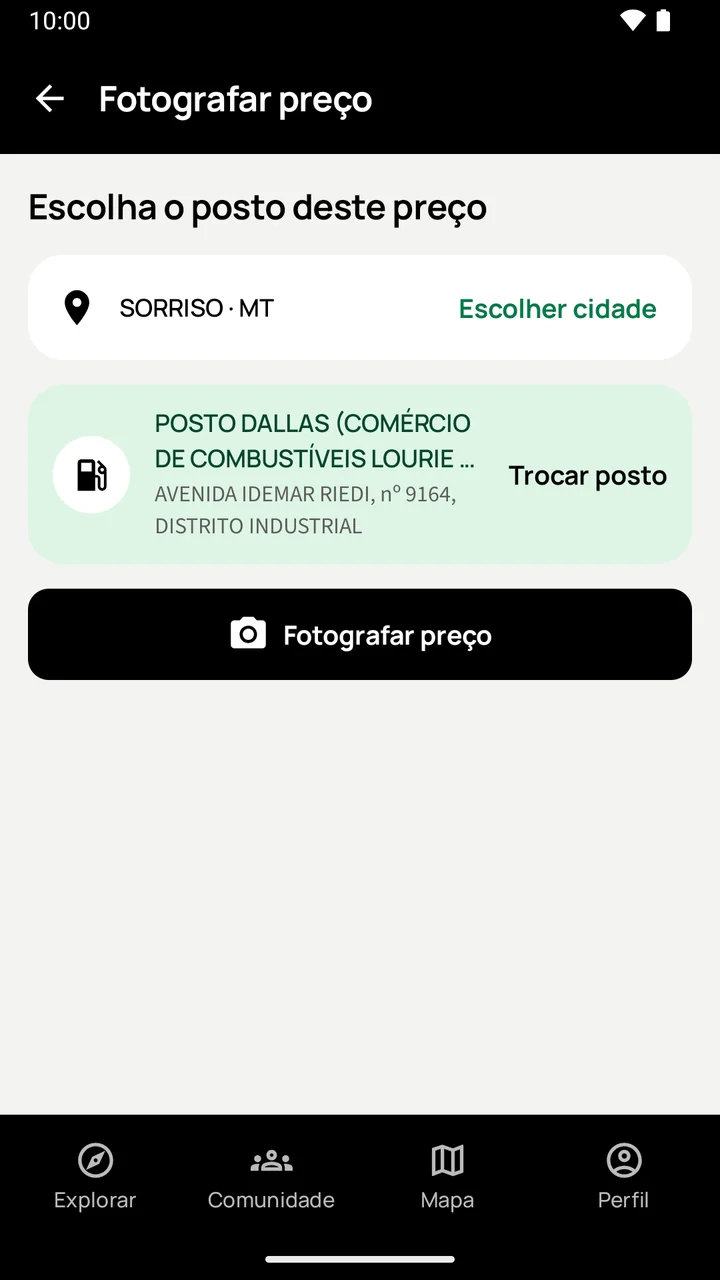 10:00
Fotografar preço
Escolha o posto deste preço
SORRISO · MT
Escolher cidade
POSTO DALLAS (COMÉRCIO
DE COMBUSTÍVEIS LOURIE ...
AVENIDA IDEMAR RIEDI, nº 9164,
DISTRITO INDUSTRIAL
Trocar posto
Fotografar preço
Explorar
Comunidade
Mapa
Perfil